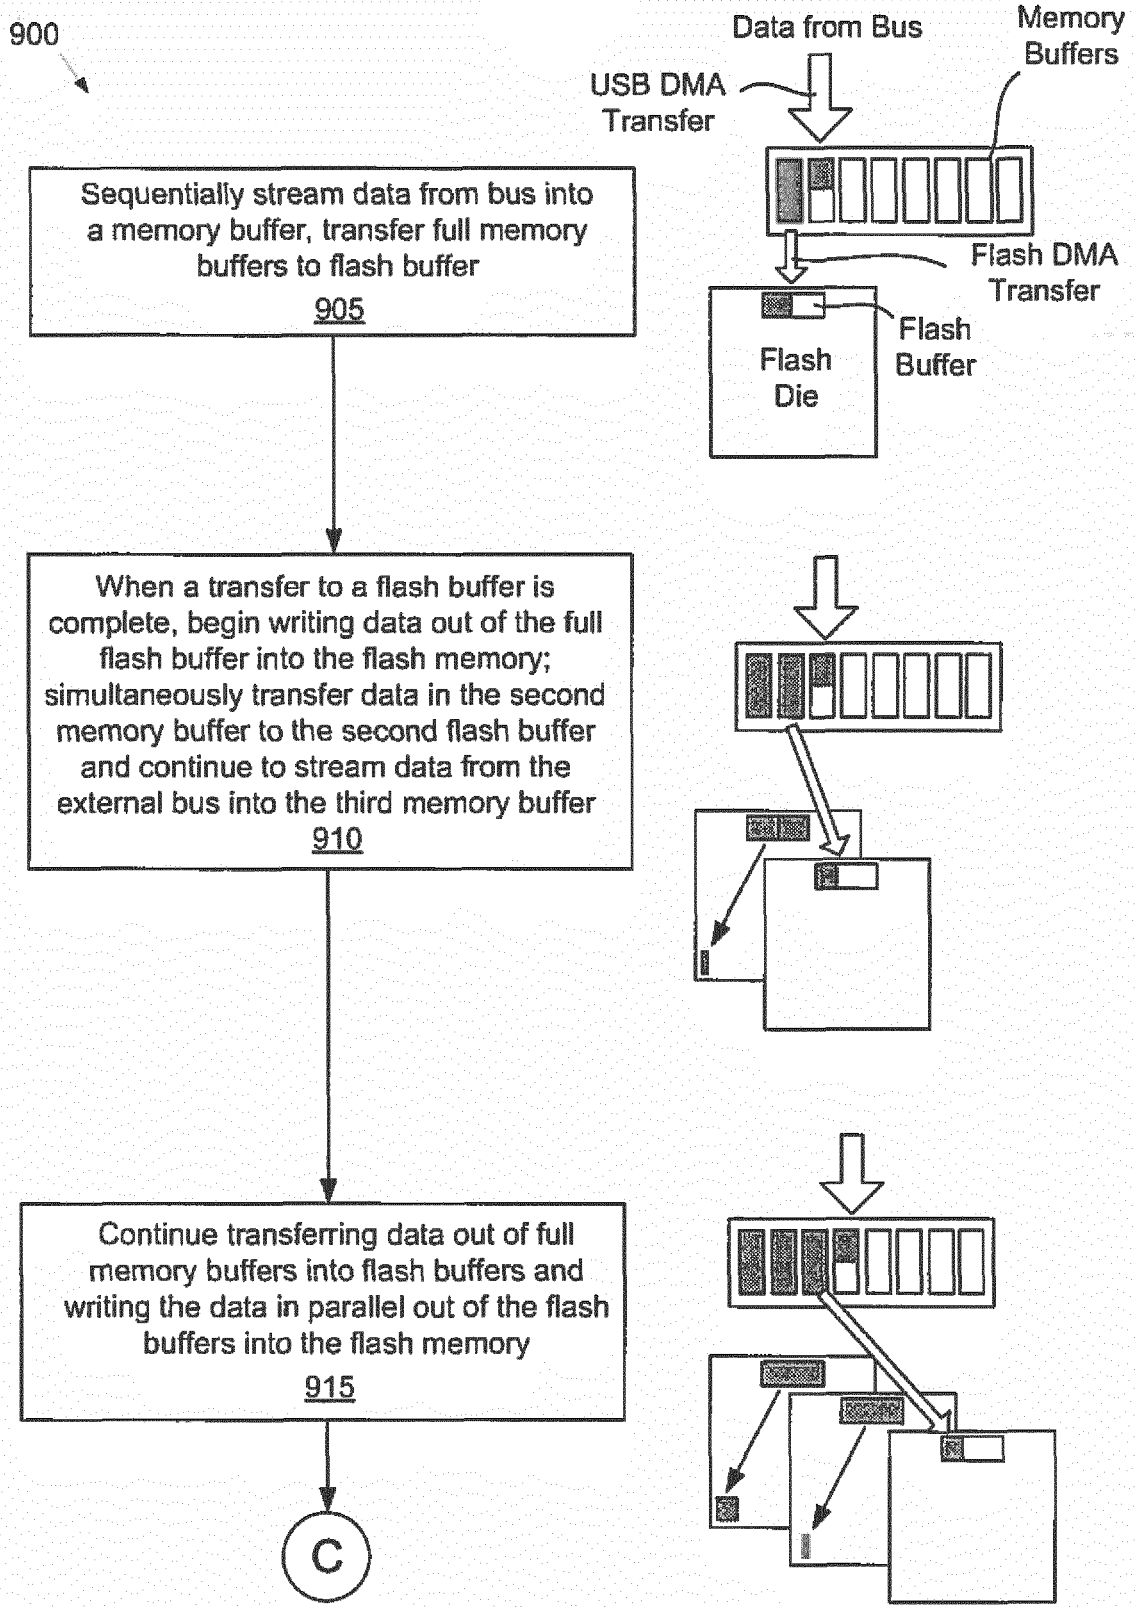 900
Data from Bus
Memory
Buffers
USB DMA
Transfer
Sequentially stream data from bus into
a memory buffer, transfer full memory
buffers to flash buffer
905
Flash DMA
Transfer
Flash
Buffer
Flash
Die
When a transfer to a flash buffer is
complete, begin writing data out of the full
flash buffer into the flash memory;
simultaneously transfer data in the second
memory buffer to the second flash buffer
and continue to stream data from the
external bus into the third memory buffer
910
Continue transferring data out of full
memory buffers into flash buffers and
writing the data in parallel out of the flash
buffers into the flash memory
915
C